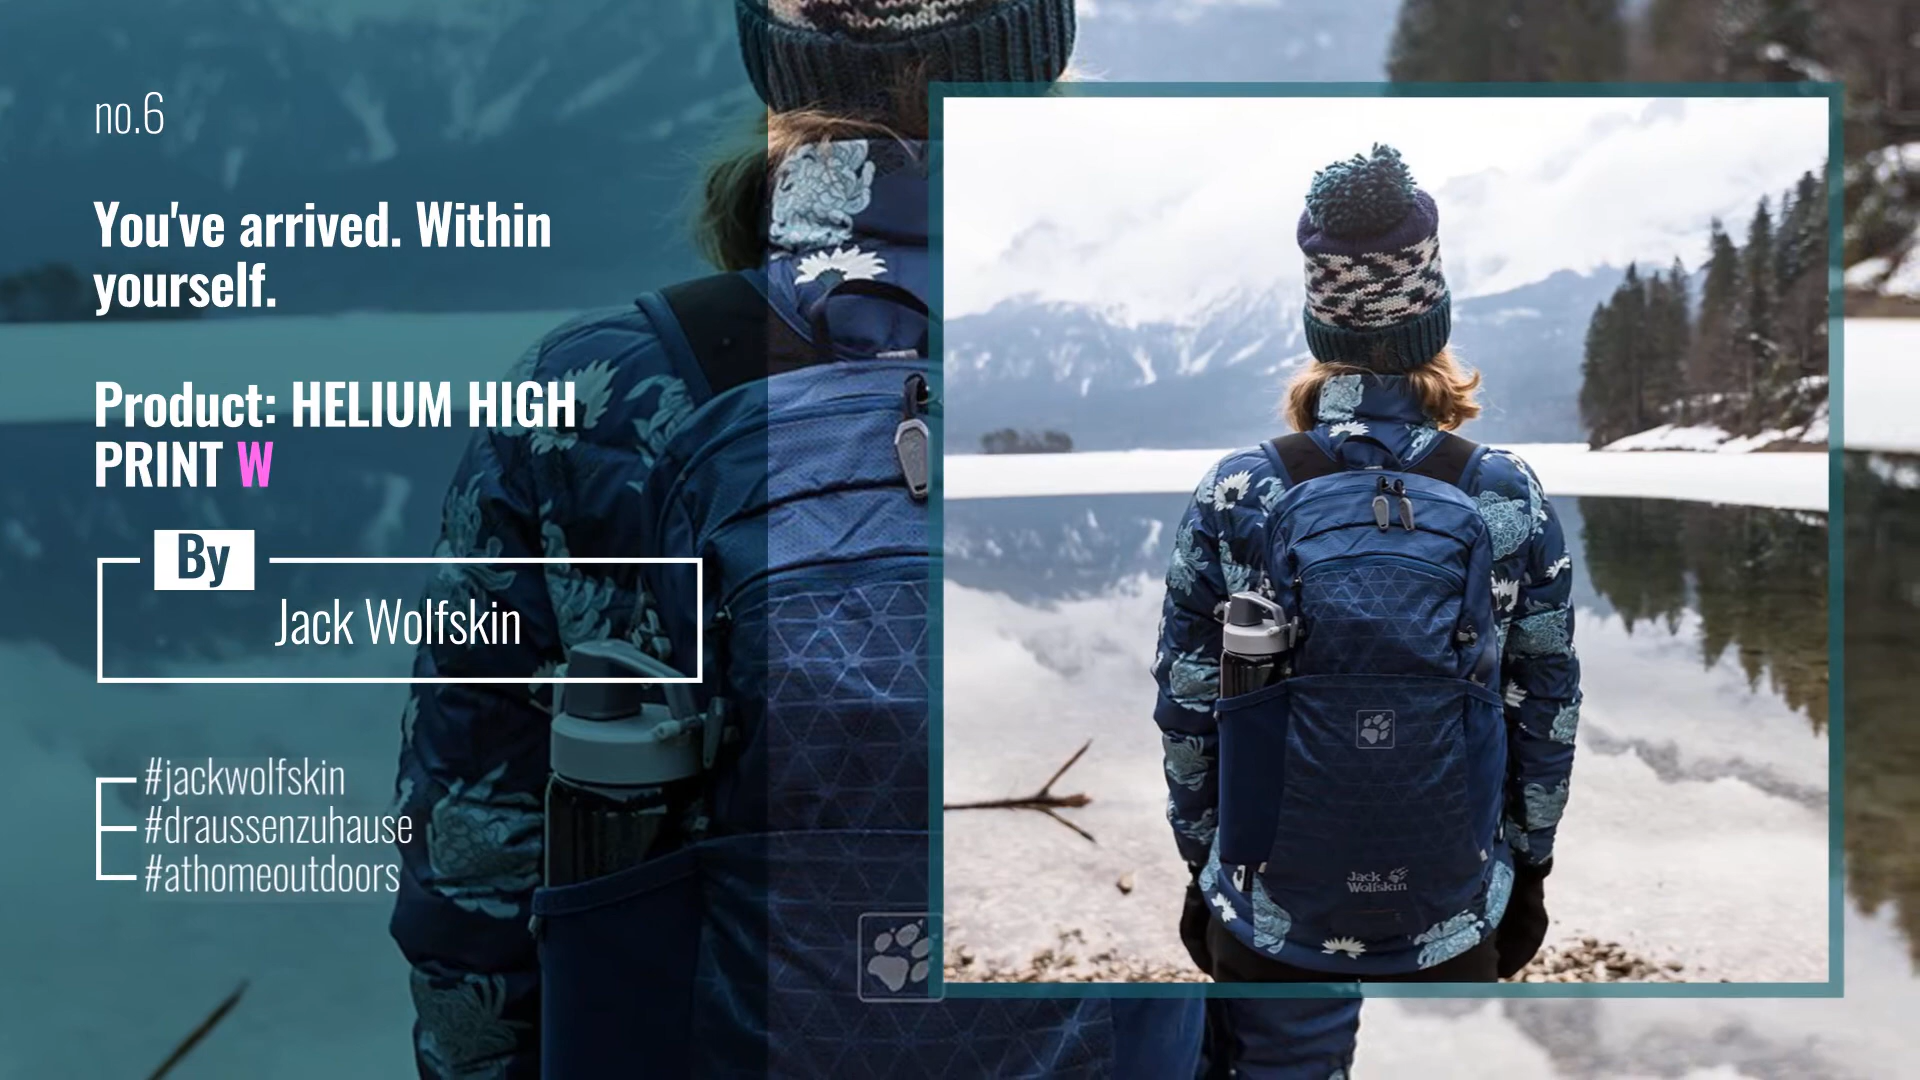 no.6
You've arrived. Within
yourself.
Product: HELIUM HIGH
PRINT W
By
Jack Wolfskin
#jackwolfskin
#draussenzuhause
#athomeoutdoors
Jack
Wolfskin